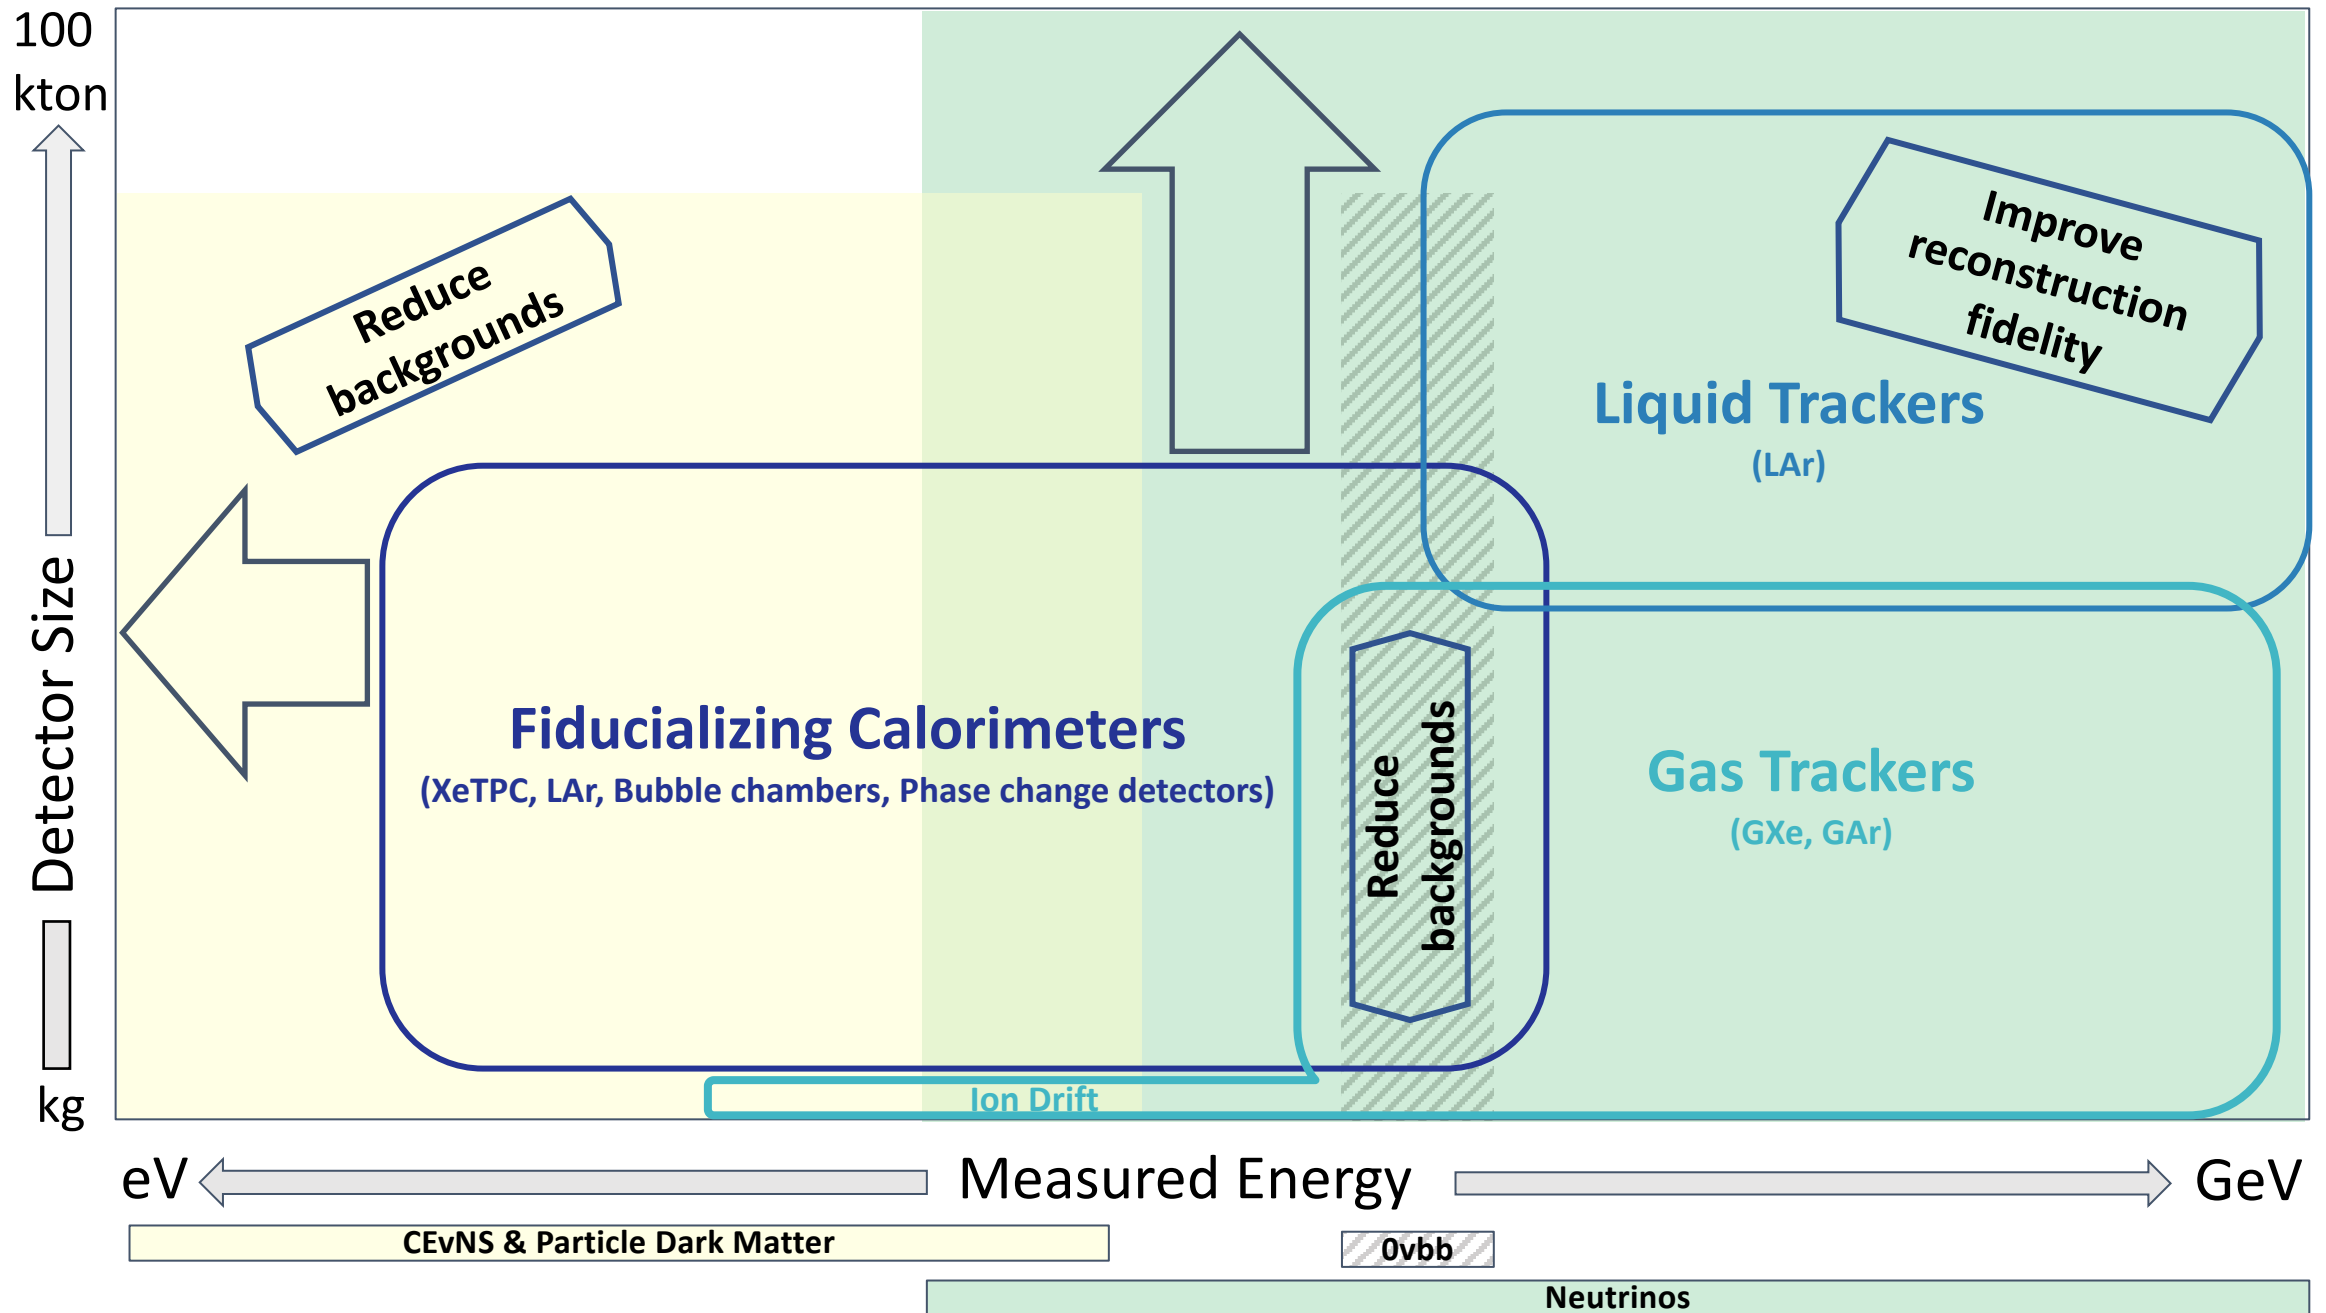 100
kton
Detector Size
kg
Reduce
backgrounds
Improve
reconstruction
fidelity
Liquid Trackers
(LAr)
Fiducializing Calorimeters
(XeTPC, LAr, Bubble chambers, Phase change detectors)
Reduce
backgrounds
Gas Trackers
(GXe, GAr)
Ion Drift
eV
Measured Energy
GeV
CEvNS & Particle Dark Matter
0vbb
Neutrinos